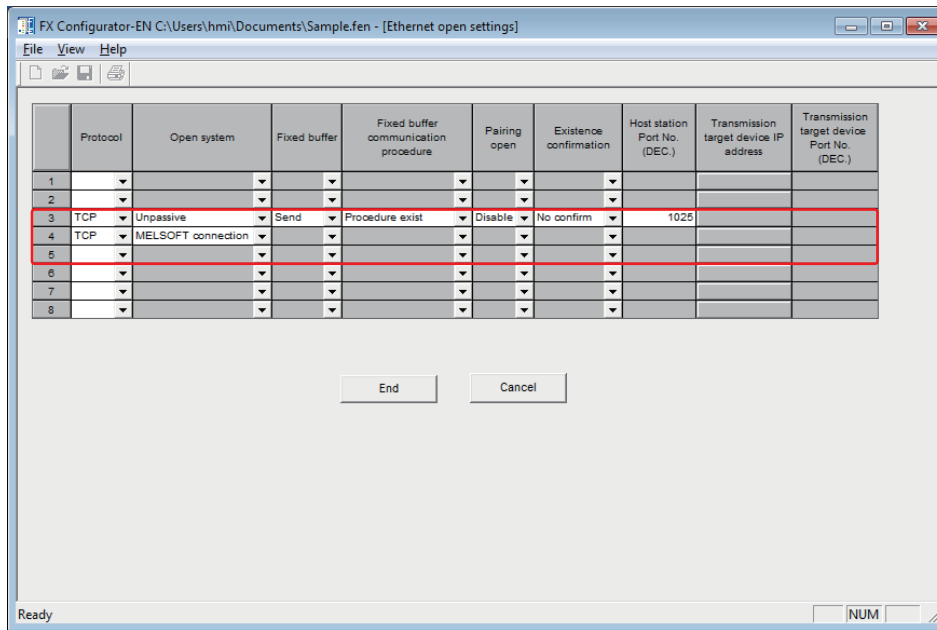 FX Configurator-EN C:\Users\hmi\Documents\Sample.fen - [Ethernet open settings]
File View Help
Protocol Open system Fixed buffer Fixed buffer communication procedure Pairing open Existence confirmation Host station Port No. (DEC.) Transmission target device IP address Transmission target device Port No. (DEC.)
1
2
3 TCP Unpassive Send Procedure exist Disable No confirm 1025
4 TCP MELSOFT connection
5
6
7
8
End Cancel
Ready NUM